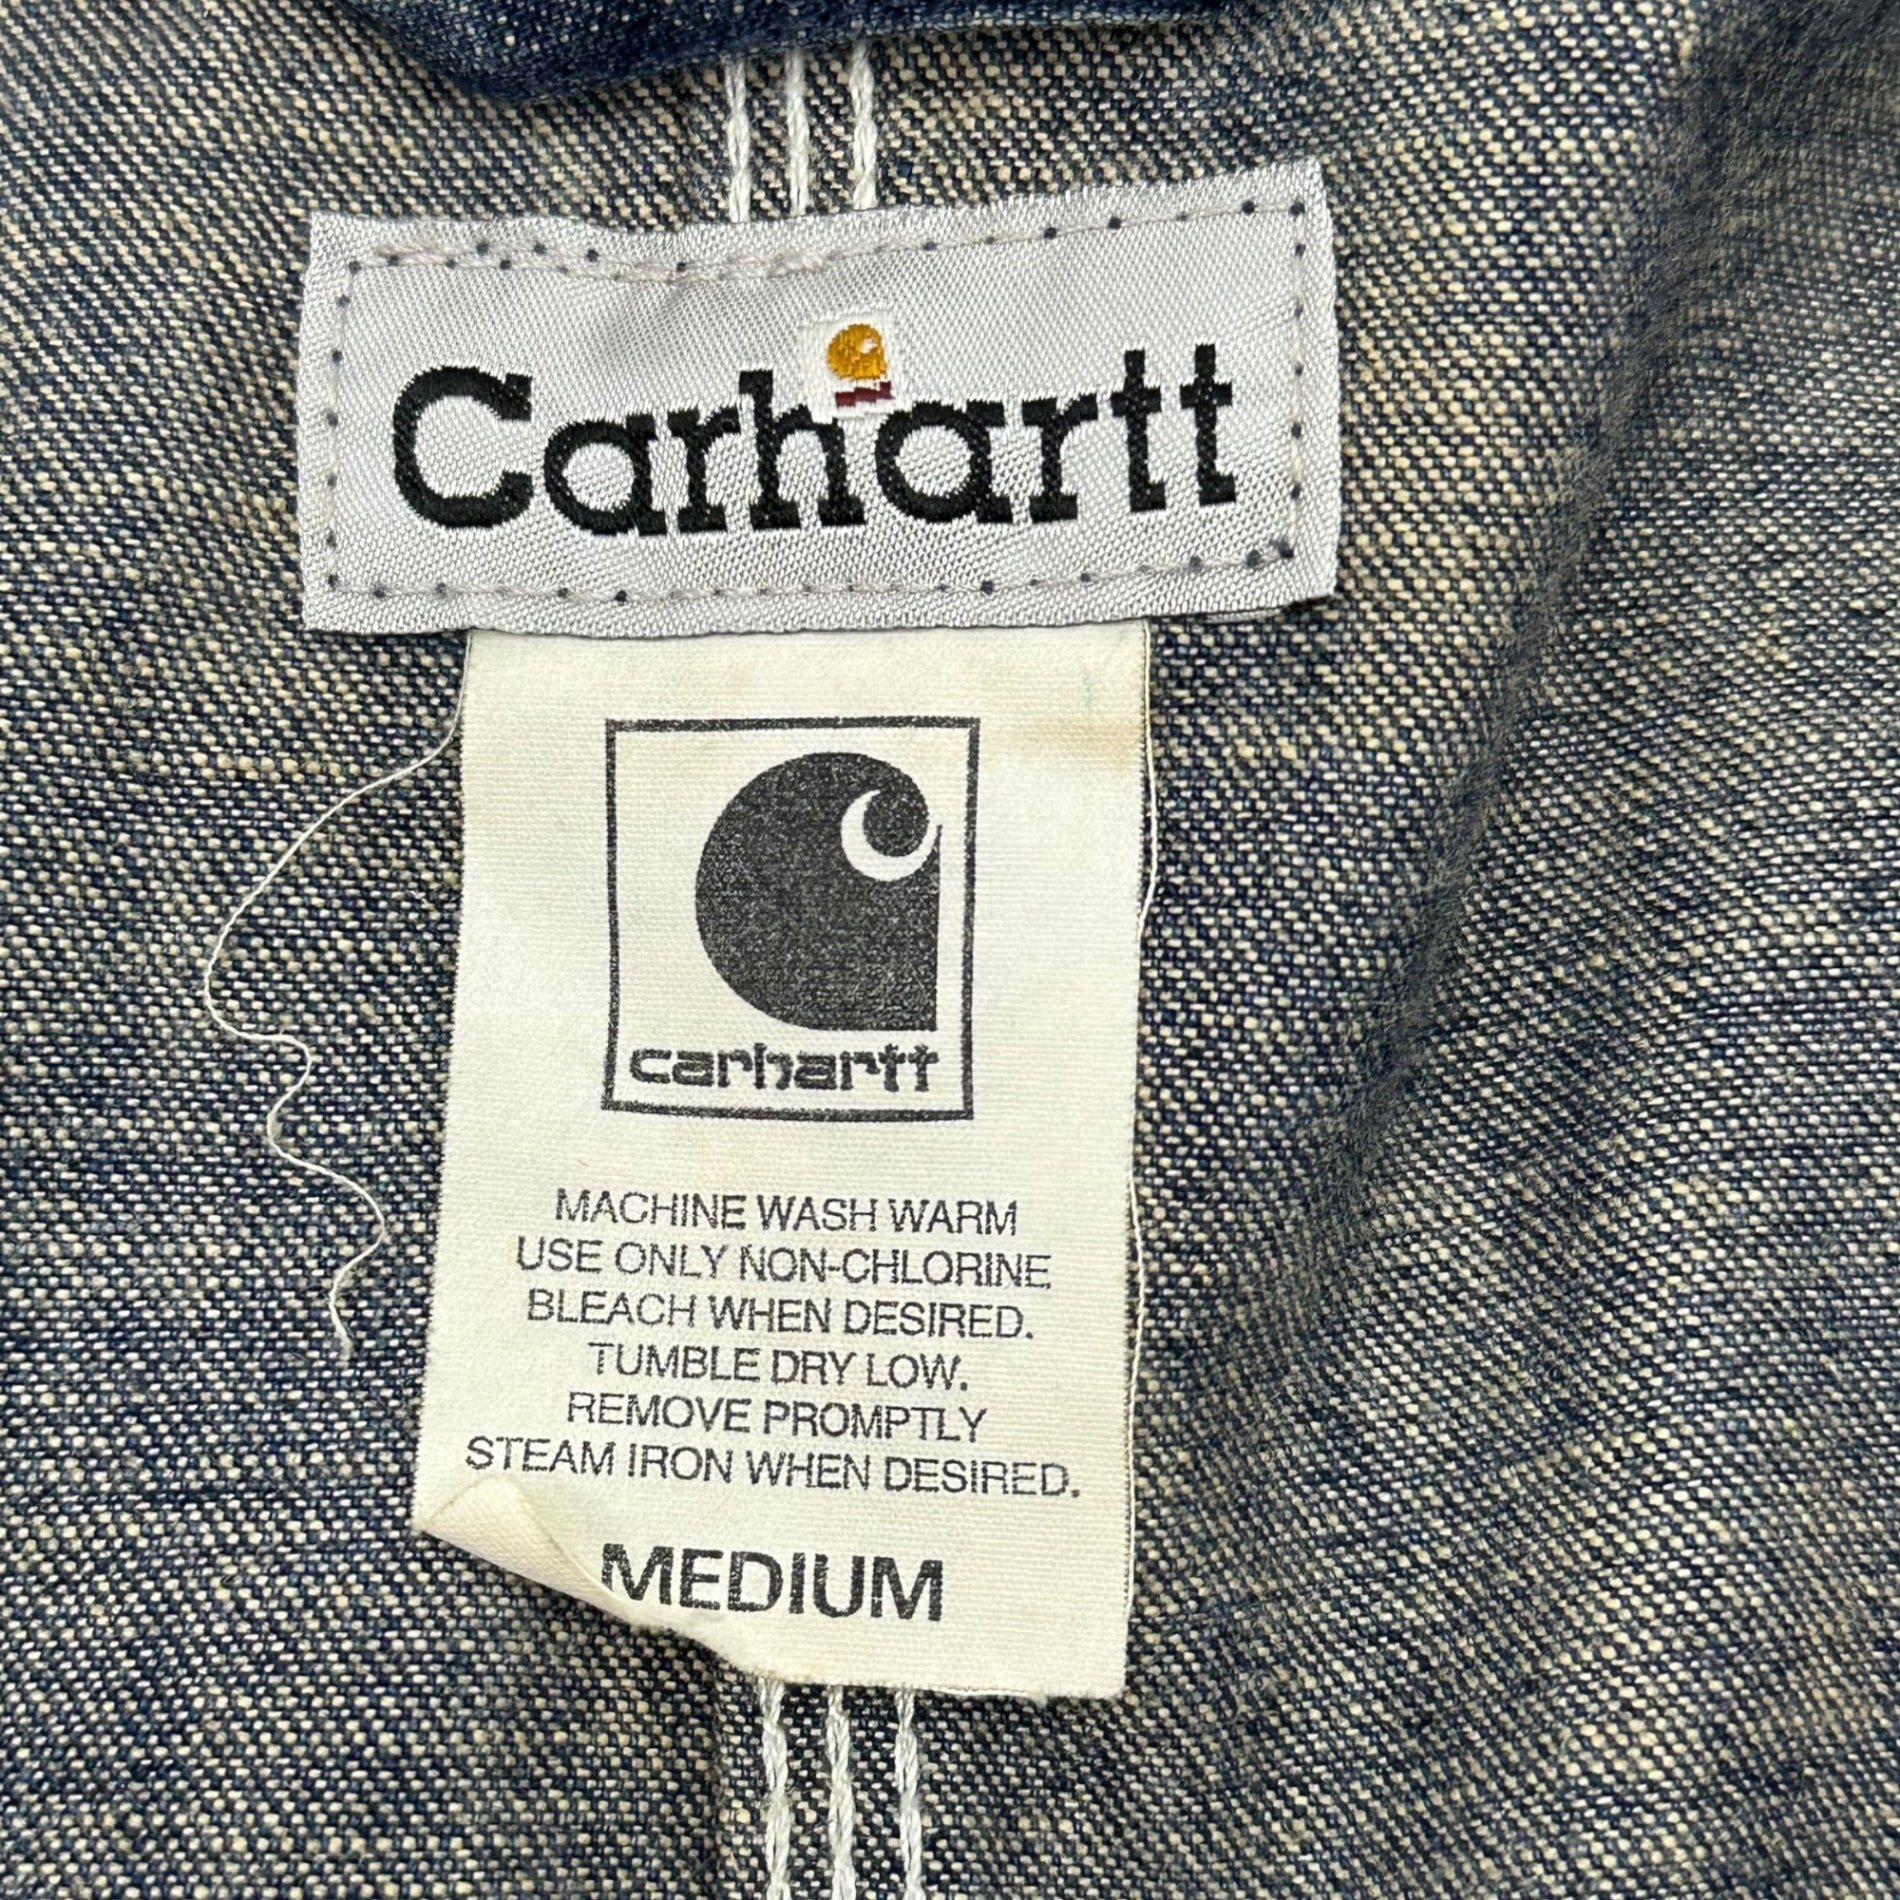 Carhartt
carhartt
MACHINE WASH WARM
USE ONLY NON-CHLORINE
BLEACH WHEN DESIRED.
TUMBLE DRY LOW.
REMOVE PROMPTLY
STEAM IRON WHEN DESIRED.
MEDIUM